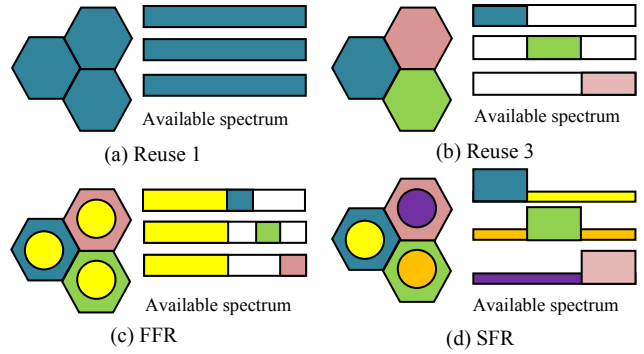 Available spectrum
(a) Reuse 1
Available spectrum
(b) Reuse 3
Available spectrum
(c) FFR
Available spectrum
(d) SFR